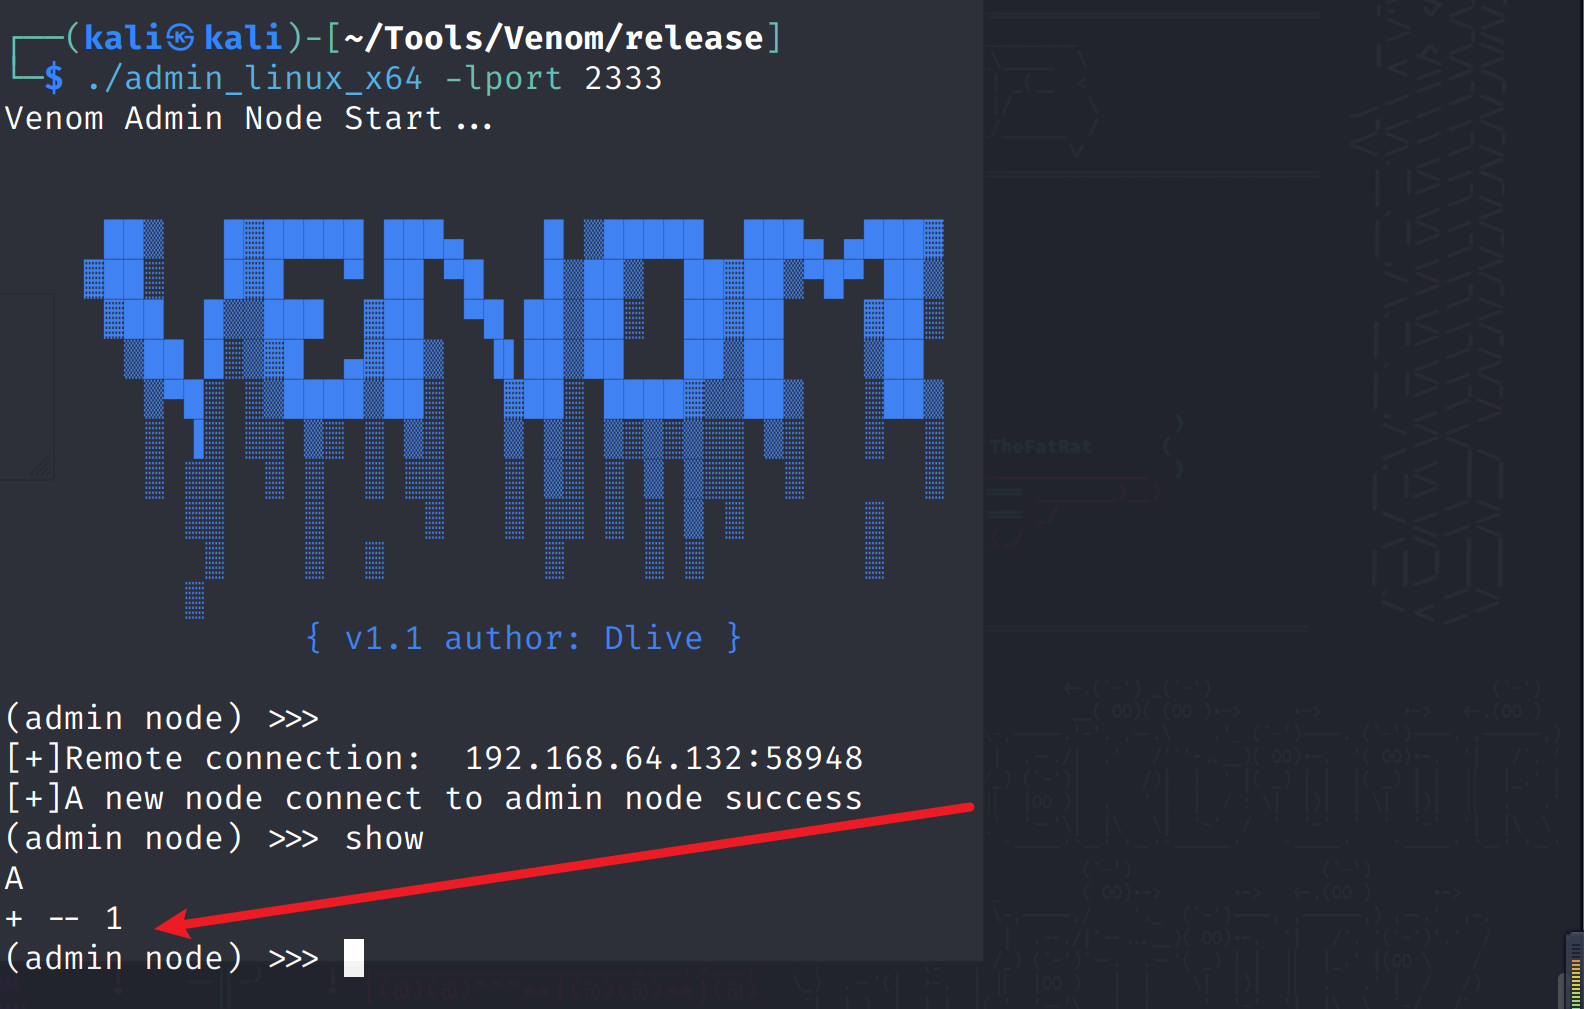 ┌──(kali㉿kali)-[~/Tools/Venom/release]
└─$ ./admin_linux_x64 -lport 2333
Venom Admin Node Start...
VENOM
{ v1.1 author: Dlive }
(admin node) >>>
[+]Remote connection:  192.168.64.132:58948
[+]A new node connect to admin node success
(admin node) >>> show
A
+ -- 1
(admin node) >>>
TheFatRat